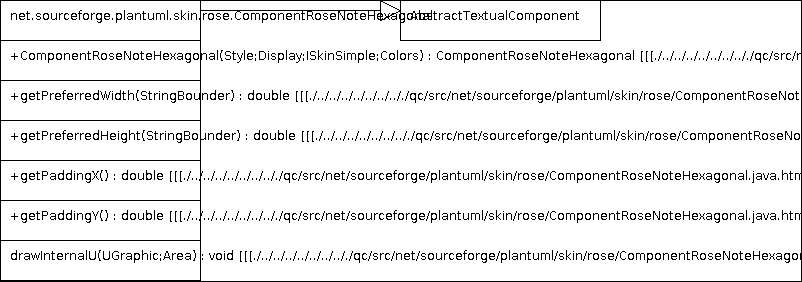 net.sourceforge.plantuml.skin.rose.ComponentRoseNoteHexagonal
AbstractTextualComponent
+ComponentRoseNoteHexagonal(Style;Display;ISkinSimple;Colors) : ComponentRoseNoteHexagonal [[[./../../../../../../../qc/src/n
+getPreferredWidth(StringBounder) : double [[[./../../../../../../../qc/src/net/sourceforge/plantuml/skin/rose/ComponentRoseNot
+getPreferredHeight(StringBounder) : double [[[./../../../../../../../qc/src/net/sourceforge/plantuml/skin/rose/ComponentRoseNo
+getPaddingX() : double [[[./../../../../../../../qc/src/net/sourceforge/plantuml/skin/rose/ComponentRoseNoteHexagonal.java.htm
+getPaddingY() : double [[[./../../../../../../../qc/src/net/sourceforge/plantuml/skin/rose/ComponentRoseNoteHexagonal.java.htm
drawInternalU(UGraphic;Area) : void [[[./../../../../../../../qc/src/net/sourceforge/plantuml/skin/rose/ComponentRoseNoteHexagon